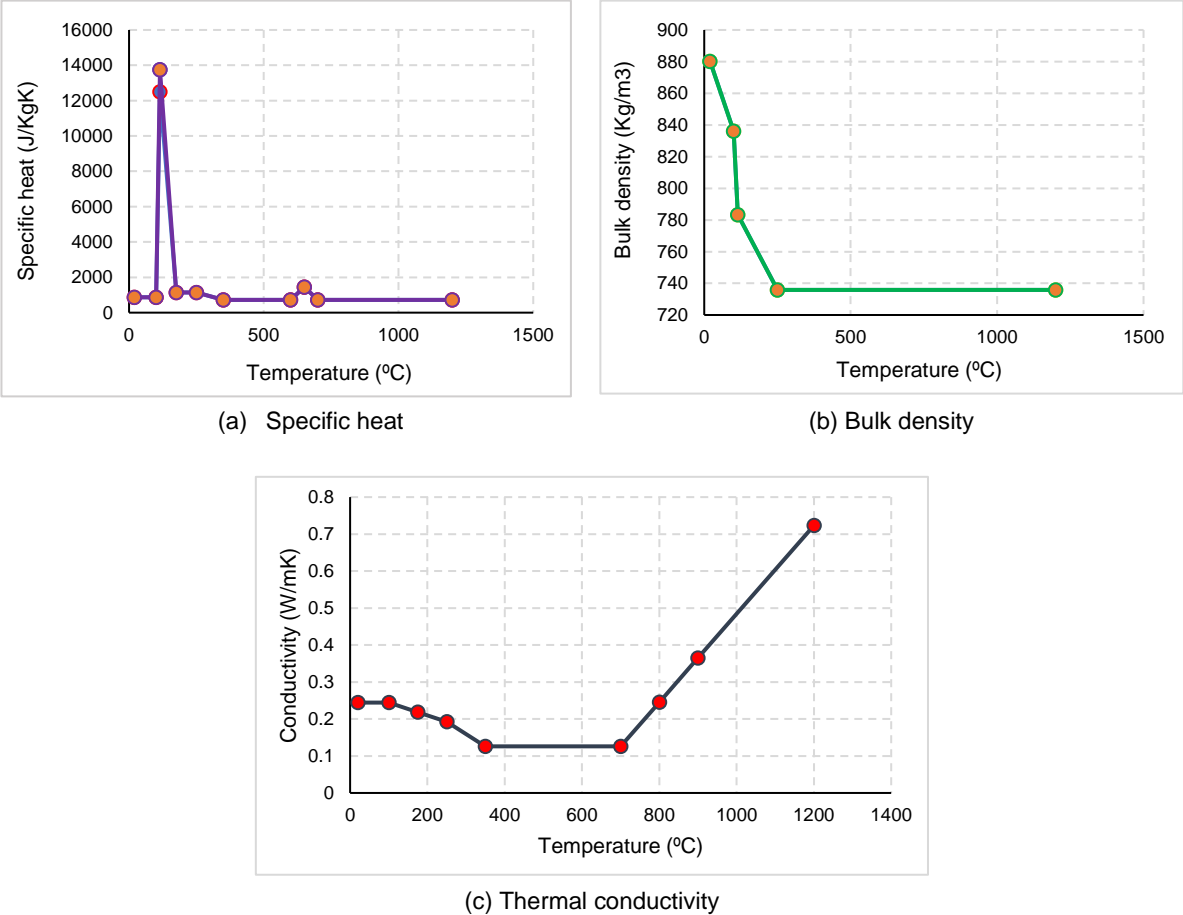 16000
14000
12000
10000
8000
6000
4000
2000
0
Specific heat (J/KgK)
0 500 1000 1500
Temperature (ºC)
(a) Specific heat
900
880
860
840
820
800
780
760
740
720
Bulk density (Kg/m3)
0 500 1000 1500
Temperature (ºC)
(b) Bulk density
0.8
0.7
0.6
0.5
0.4
0.3
0.2
0.1
0
Conductivity (W/mK)
0 200 400 600 800 1000 1200 1400
Temperature (ºC)
(c) Thermal conductivity